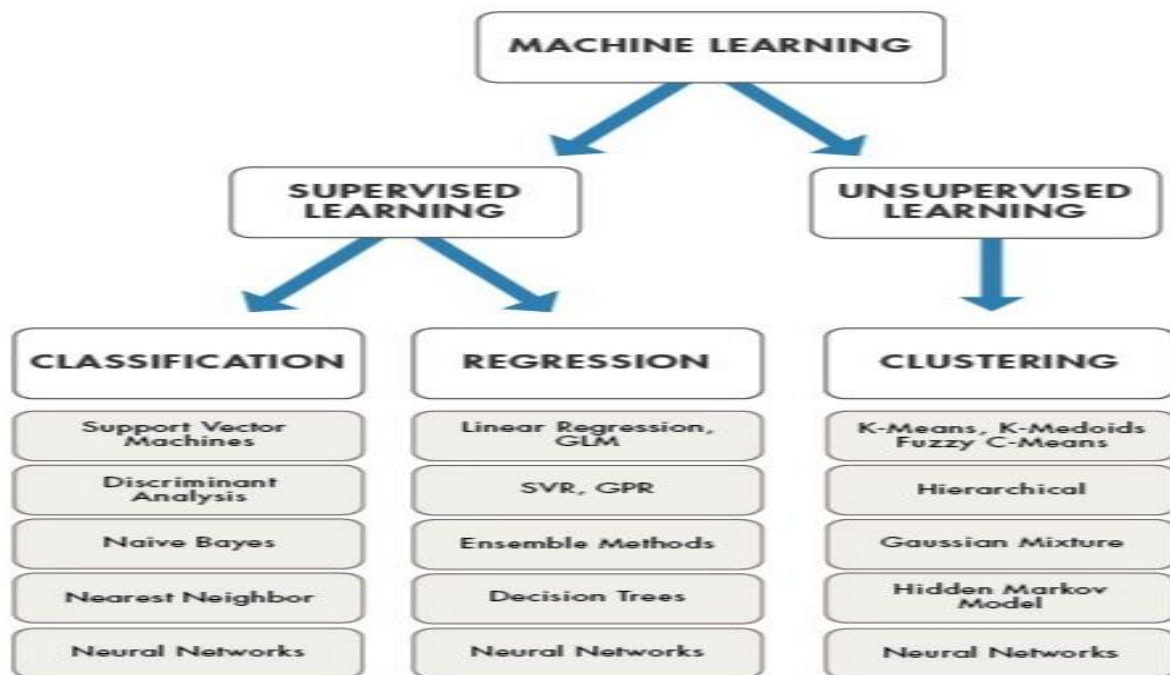 MACHINE LEARNING
SUPERVISED
LEARNING
UNSUPERVISED
LEARNING
CLASSIFICATION
Support Vector
Machines
Discriminant
Analysis
Naive Bayes
Nearest Neighbor
Neural Networks
REGRESSION
Linear Regression,
GLM
SVR, GPR
Ensemble Methods
Decision Trees
Neural Networks
CLUSTERING
K-Means, K-Medoids
Fuzzy C-Means
Hierarchical
Gaussian Mixture
Hidden Markov
Model
Neural Networks